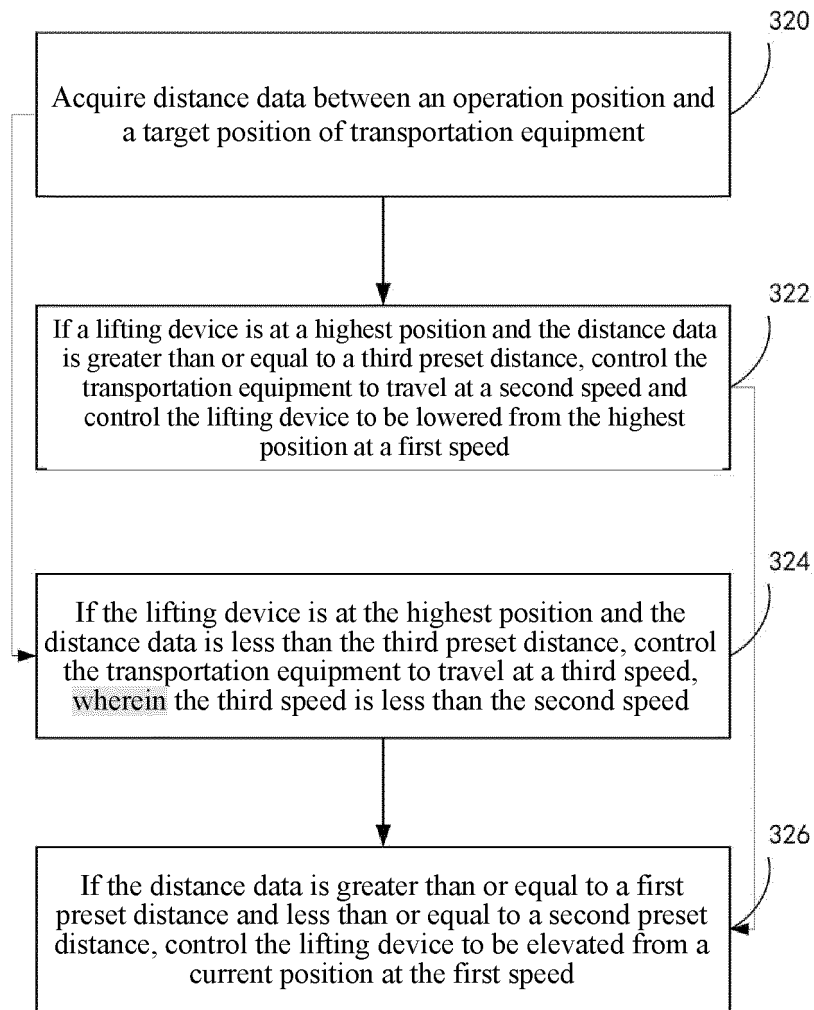 320
Acquire distance data between an operation position and
a target position of transportation equipment
322
If a lifting device is at a highest position and the distance data
is greater than or equal to a third preset distance, control the
transportation equipment to travel at a second speed and
control the lifting device to be lowered from the highest
position at a first speed
324
If the lifting device is at the highest position and the
distance data is less than the third preset distance, control
the transportation equipment to travel at a third speed,
wherein the third speed is less than the second speed
326
If the distance data is greater than or equal to a first
preset distance and less than or equal to a second preset
distance, control the lifting device to be elevated from a
current position at the first speed